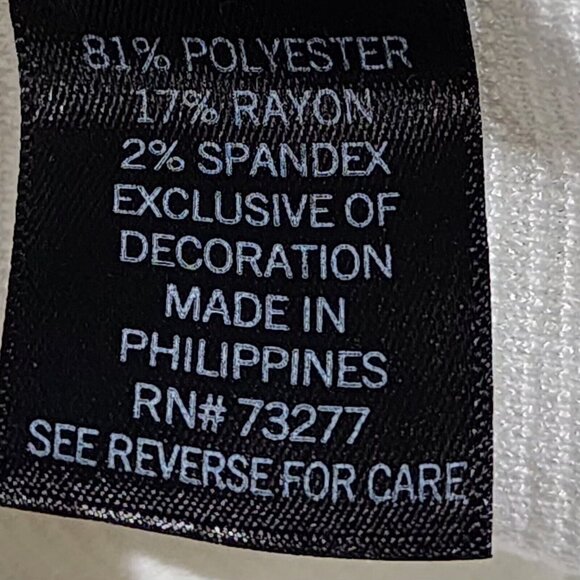 81% POLYESTER
17% RAYON
2% SPANDEX
EXCLUSIVE OF
DECORATION
MADE IN
PHILIPPINES
RN# 73277
SEE REVERSE FOR CARE